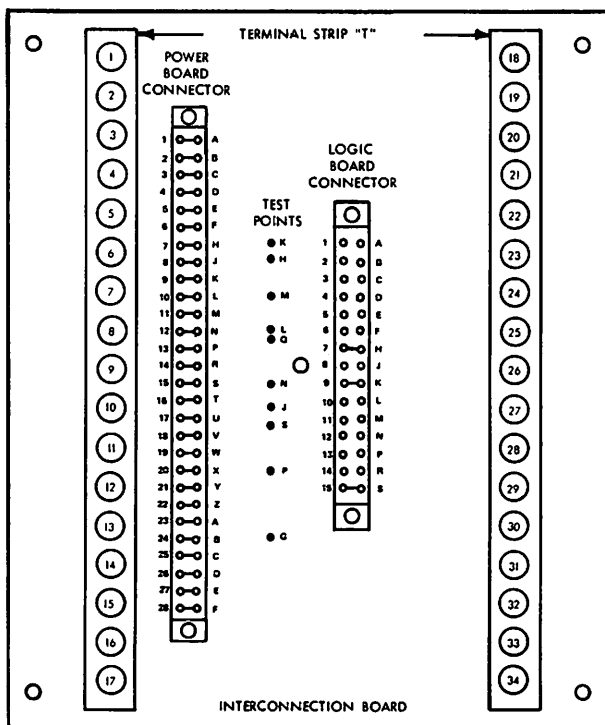 TERMINAL STRIP "T"
POWER
BOARD
CONNECTOR
1 A
2 B
3 C
4 D
5 E
6 F
7 H
8 J
9 K
10 L
11 M
12 N
13 P
14 R
15 S
16 T
17 U
18 V
19 W
20 X
21 Y
22 Z
23 A
24 B
25 C
26 D
27 E
28 F
TEST
POINTS
K
H
M
L
Q
N
J
S
P
G
LOGIC
BOARD
CONNECTOR
1 A
2 B
3 C
4 D
5 E
6 F
7 H
8 J
9 K
10 L
11 M
12 N
13 P
14 R
15 S
1
2
3
4
5
6
7
8
9
10
11
12
13
14
15
16
17
18
19
20
21
22
23
24
25
26
27
28
29
30
31
32
33
34
INTERCONNECTION BOARD